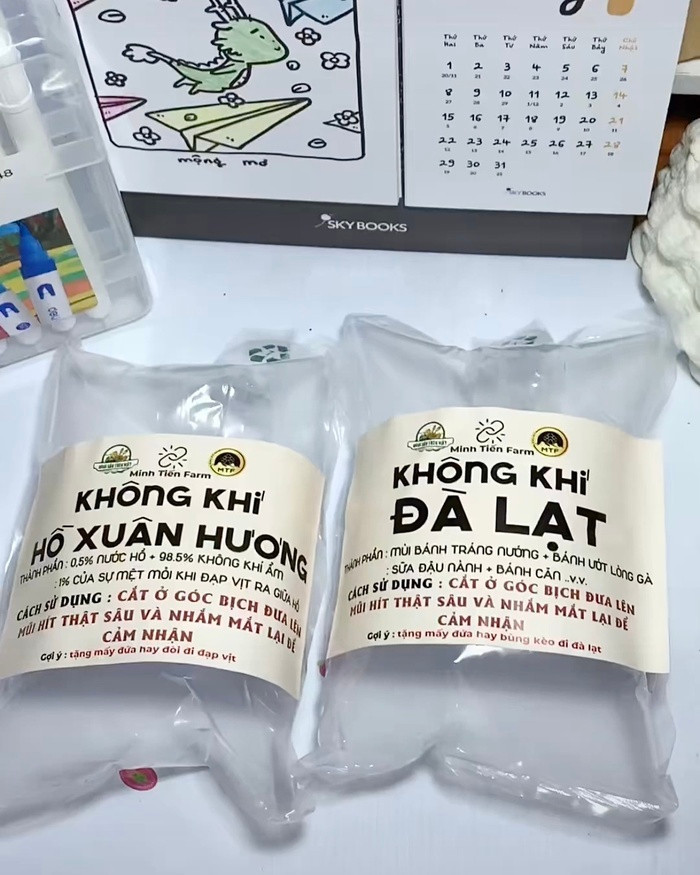 mộng mơ
Thứ Hai Thứ Ba Thứ Tư Thứ Năm Thứ Sáu Thứ Bảy Chủ Nhật
1 2 3 4 5 6 7
8 9 10 11 12 13 14
15 16 17 18 19 20 21
22 23 24 25 26 27 28
29 30 31
SKYBOOKS
SKYBOOKS
48
Minh Tiến Farm
MTF
KHÔNG KHÍ
HỒ XUÂN HƯƠNG
THÀNH PHẦN : 0.5% NƯỚC HỒ + 98.5% KHÔNG KHÍ ẨM
: 1% CỦA SỰ MỆT MỎI KHI ĐẠP VỊT RA GIỮA HỒ
CÁCH SỬ DỤNG : CẮT Ở GÓC BỊCH ĐƯA LÊN
MŨI HÍT THẬT SÂU VÀ NHẮM MẮT LẠI ĐỂ
CẢM NHẬN
Gợi ý : tặng mấy đứa hay đòi đi đạp vịt
Minh Tiến Farm
MTF
KHÔNG KHÍ
ĐÀ LẠT
THÀNH PHẦN : MÙI BÁNH TRÁNG NƯỚNG + BÁNH ƯỚT LÒNG GÀ
: SỮA ĐẬU NÀNH + BÁNH CĂN .v.v.
CÁCH SỬ DỤNG : CẮT Ở GÓC BỊCH ĐƯA LÊN
MŨI HÍT THẬT SÂU VÀ NHẮM MẮT LẠI ĐỂ
CẢM NHẬN
Gợi ý : tặng mấy đứa hay bùng kèo đi đà lạt